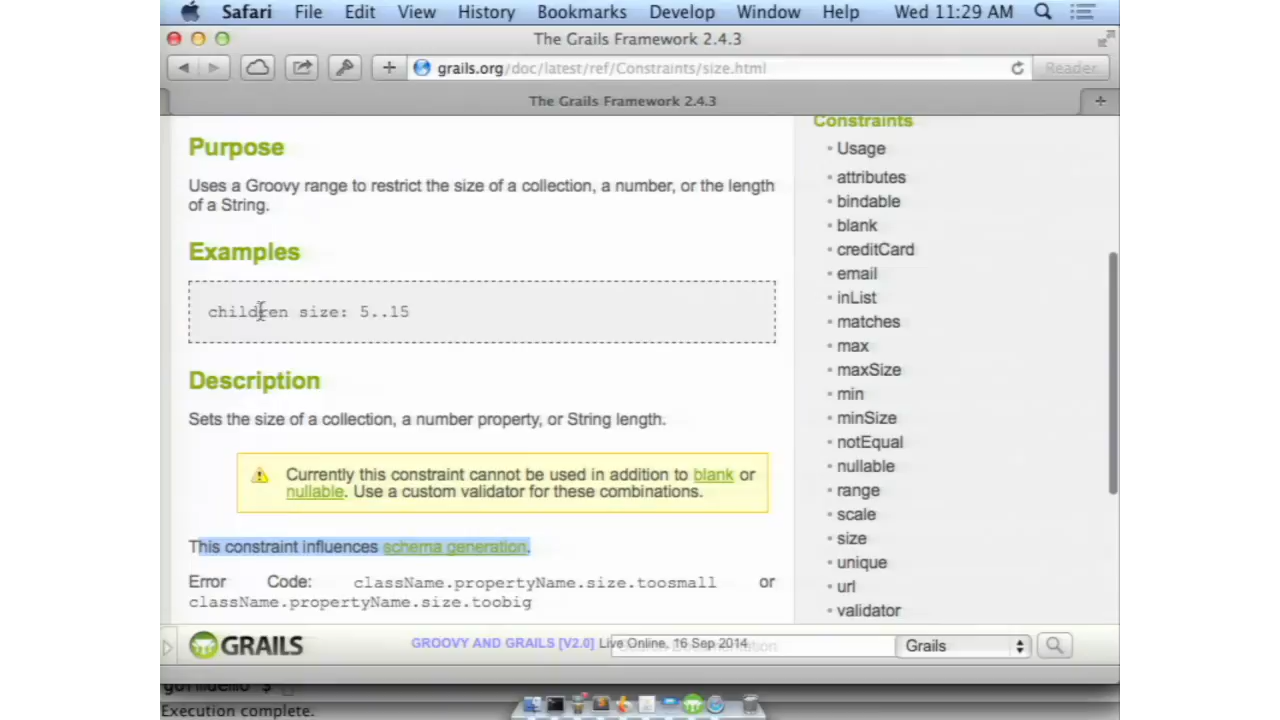 Safari File Edit View History Bookmarks Develop Window Help Wed 11:29 AM
The Grails Framework 2.4.3
grails.org/doc/latest/ref/Constraints/size.html
Reader
The Grails Framework 2.4.3
Purpose
Uses a Groovy range to restrict the size of a collection, a number, or the length
of a String.
Examples
children size: 5..15
Description
Sets the size of a collection, a number property, or String length.
Currently this constraint cannot be used in addition to blank or
nullable. Use a custom validator for these combinations.
This constraint influences schema generation.
Error Code: className.propertyName.size.toosmall or
className.propertyName.size.toobig
Constraints
Usage
attributes
bindable
blank
creditCard
email
inList
matches
max
maxSize
min
minSize
notEqual
nullable
range
scale
size
unique
url
validator
GRAILS
GROOVY AND GRAILS [V2.0] Live Online, 16 Sep 2014
Grails
Execution complete.